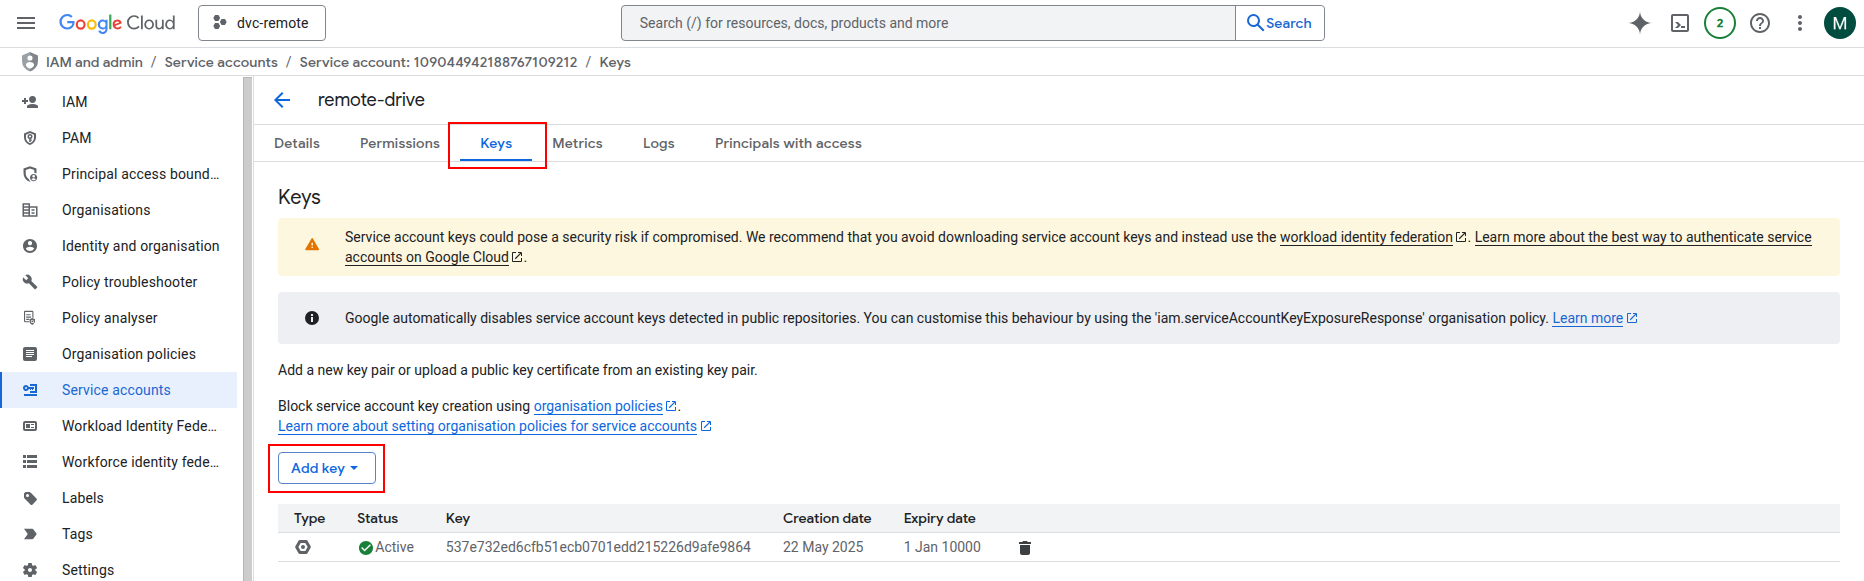 Google Cloud
dvc-remote
Search (/) for resources, docs, products and more
Search
2
M
IAM and admin / Service accounts / Service account: 109044942188767109212 / Keys
IAM
PAM
Principal access bound...
Organisations
Identity and organisation
Policy troubleshooter
Policy analyser
Organisation policies
Service accounts
Workload Identity Fede...
Workforce identity fede...
Labels
Tags
Settings
remote-drive
Details Permissions Keys Metrics Logs Principals with access
Keys
Service account keys could pose a security risk if compromised. We recommend that you avoid downloading service account keys and instead use the workload identity federation. Learn more about the best way to authenticate service
accounts on Google Cloud.
Google automatically disables service account keys detected in public repositories. You can customise this behaviour by using the 'iam.serviceAccountKeyExposureResponse' organisation policy. Learn more
Add a new key pair or upload a public key certificate from an existing key pair.
Block service account key creation using organisation policies.
Learn more about setting organisation policies for service accounts
Add key
Type Status Key Creation date Expiry date
Active 537e732ed6cfb51ecb0701edd215226d9afe9864 22 May 2025 1 Jan 10000